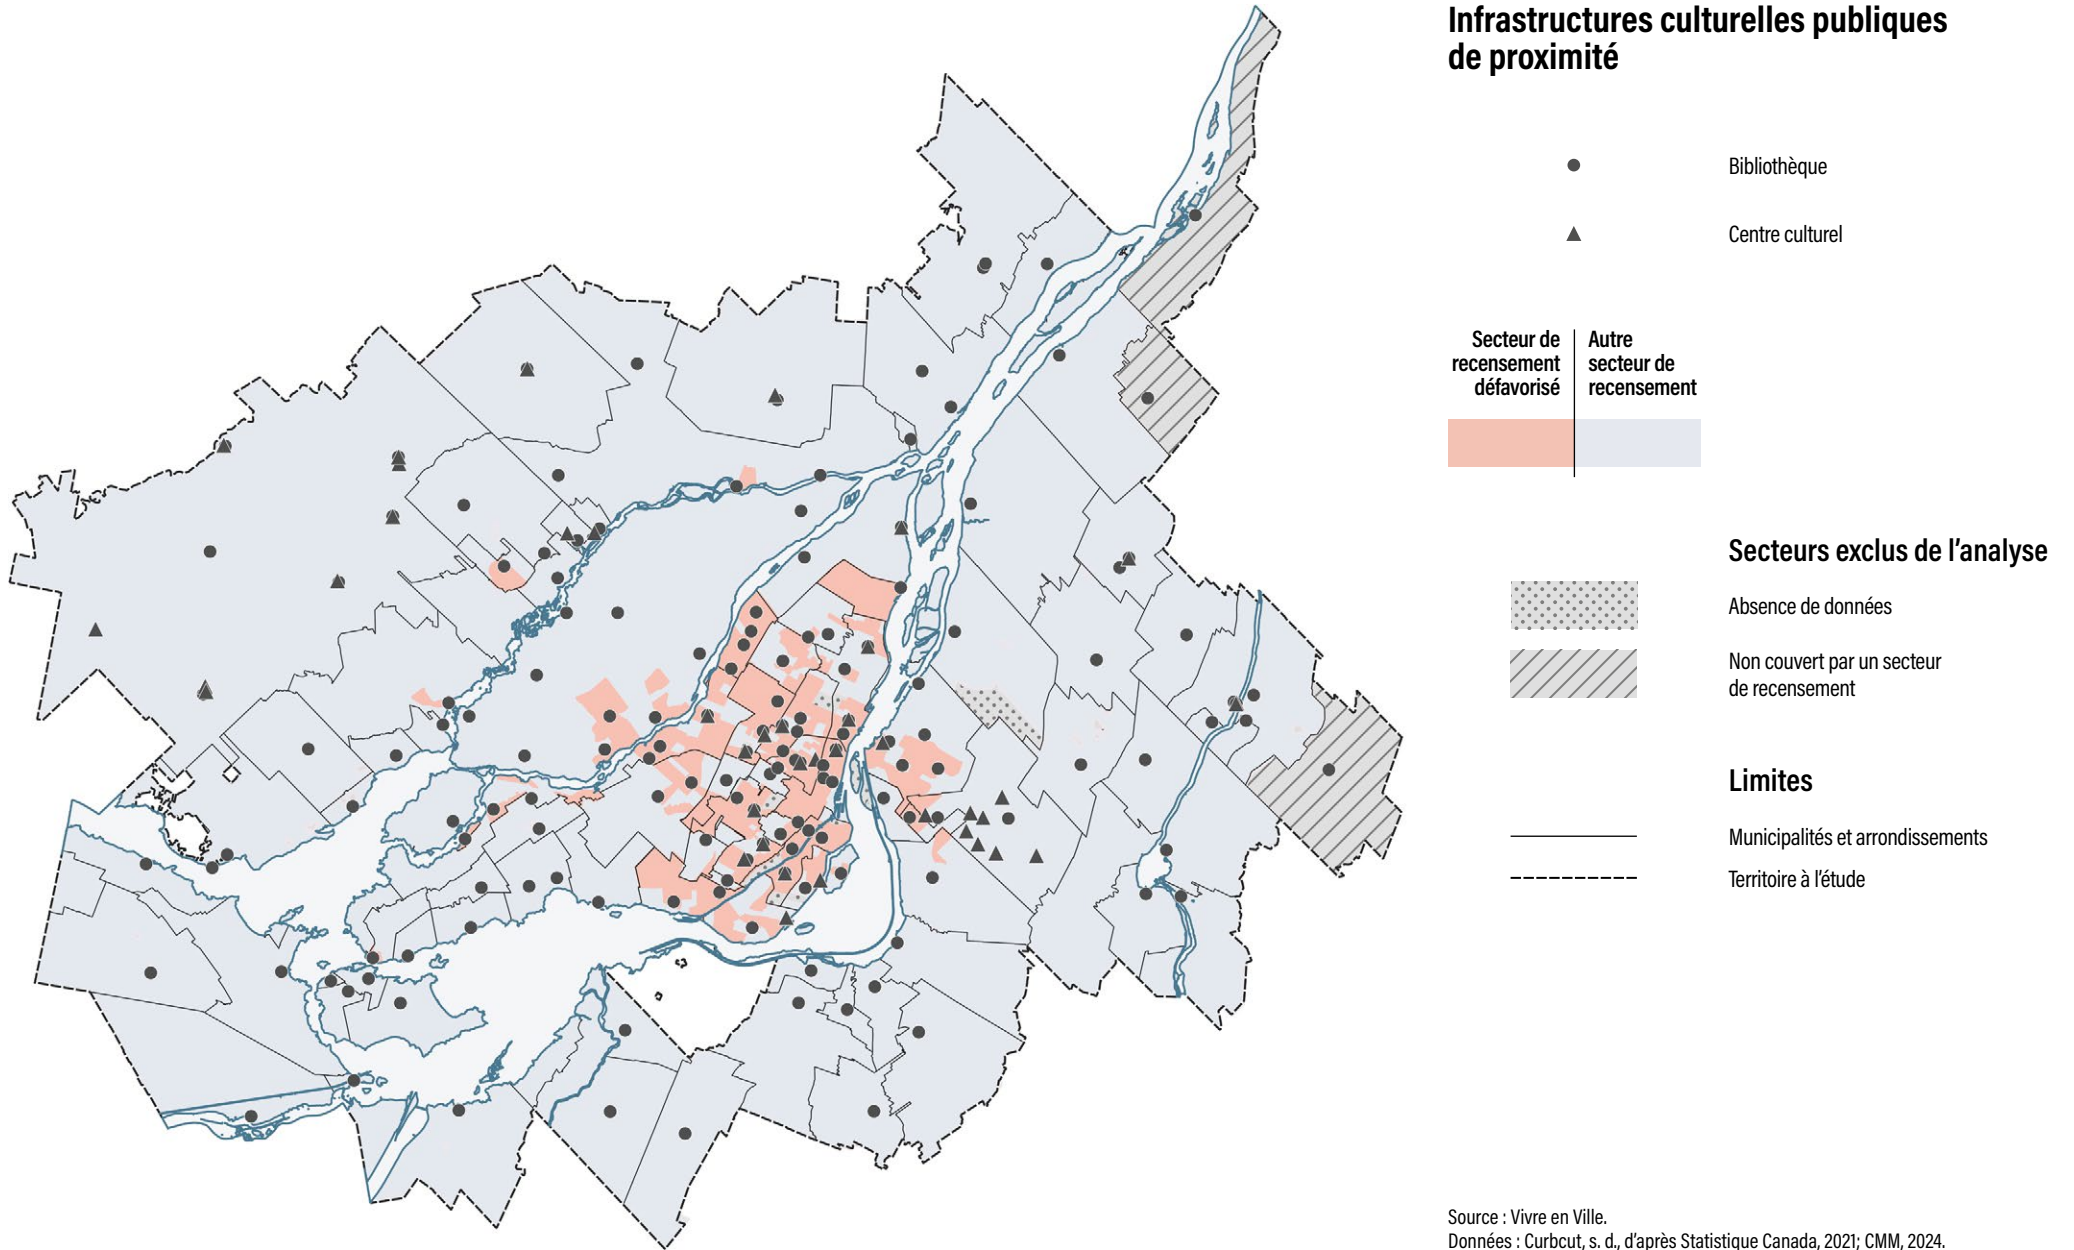 Infrastructures culturelles publiques
de proximité
Bibliothèque
Centre culturel
Secteur de
recensement
défavorisé
Autre
secteur de
recensement
Secteurs exclus de l'analyse
Absence de données
Non couvert par un secteur
de recensement
Limites
Municipalités et arrondissements
Territoire à l'étude
Source : Vivre en Ville.
Données : Curbcut, s. d., d'après Statistique Canada, 2021; CMM, 2024.